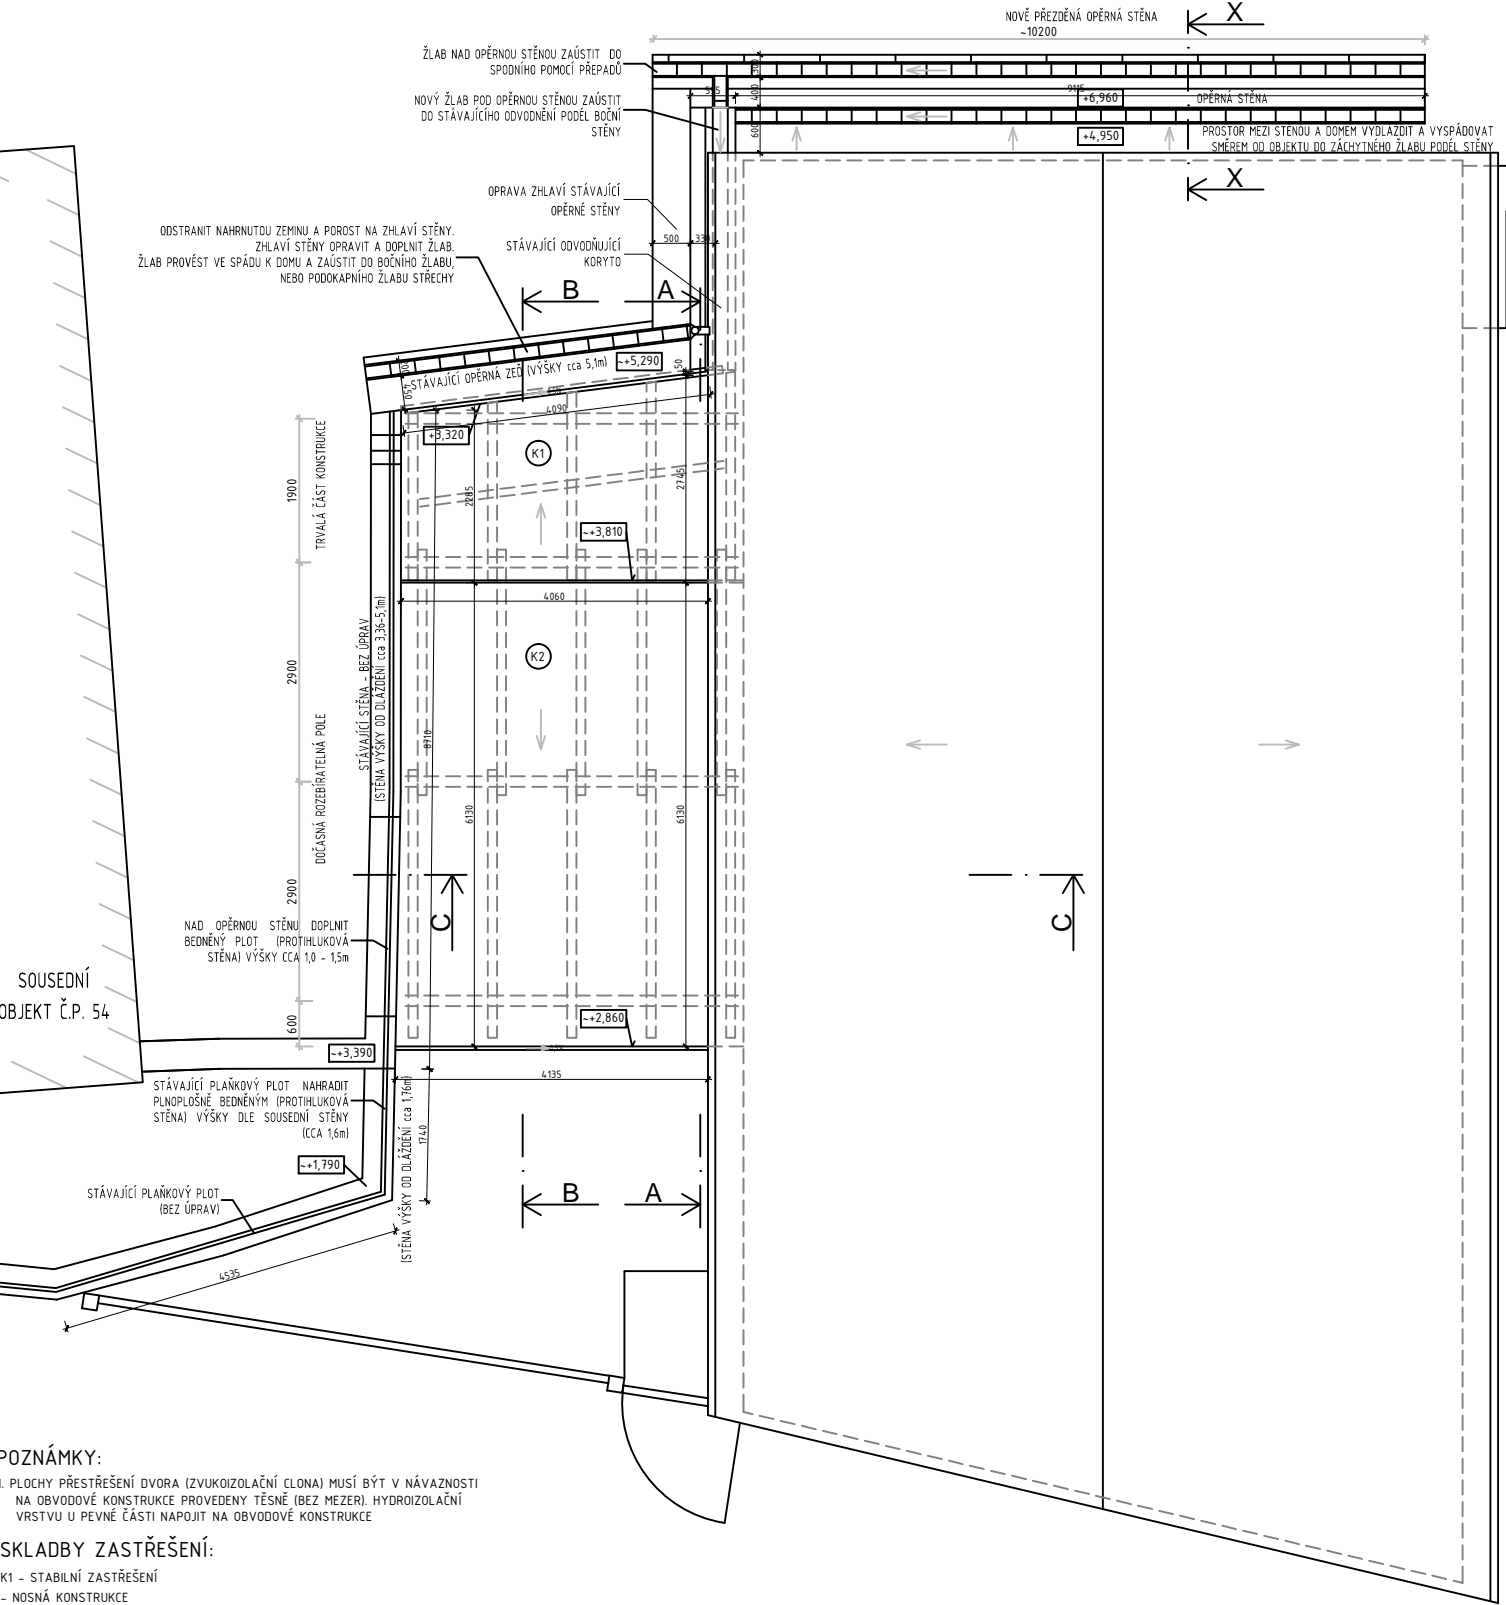 NOVĚ PŘEZDĚNÁ OPĚRNÁ STĚNA
~10200
X
ŽLAB NAD OPĚRNOU STĚNOU ZAÚSTIT DO
SPODNÍHO POMOCÍ PŘEPADŮ
300
595
400
9115
+6,960
OPĚRNÁ STĚNA
NOVÝ ŽLAB POD OPĚRNOU STĚNOU ZAÚSTIT
DO STÁVAJÍCÍHO ODVODNĚNÍ PODÉL BOČNÍ
STĚNY
600
+4,950
PROSTOR MEZI STĚNOU A DOMEM VYDLÁŽDIT A VYSPÁDOVAT
SMĚREM OD OBJEKTU DO ZÁCHYTNÉHO ŽLABU PODÉL STĚNY
X
OPRAVA ZHLAVÍ STÁVAJÍCÍ
OPĚRNÉ STĚNY
500
330
STÁVAJÍCÍ ODVODŇUJÍCÍ
KORYTO
ODSTRANIT NAHRNUTOU ZEMINU A POROST NA ZHLAVÍ STĚNY.
ZHLAVÍ STĚNY OPRAVIT A DOPLNIT ŽLAB.
ŽLAB PROVÉST VE SPÁDU K DOMU A ZAÚSTIT DO BOČNÍHO ŽLABU,
NEBO PODOKAPNÍHO ŽLABU STŘECHY
B
A
STÁVAJÍCÍ OPĚRNÁ ZEĎ (VÝŠKY cca 5,1m)
~+5,290
4090
+3,320
K1
1900
TRVALÁ ČÁST KONSTRUKCE
2285
2745
~+3,810
4060
K2
2900
DOČASNÁ ROZEBÍRATELNÁ POLE
STÁVAJÍCÍ STĚNA - BEZ ÚPRAV
(STĚNA VÝŠKY OD DLÁŽDĚNÍ cca 3,36-5,1m)
8710
6130
6130
2900
C
C
NAD OPĚRNOU STĚNU DOPLNIT
BEDNĚNÝ PLOT (PROTIHLUKOVÁ
STĚNA) VÝŠKY CCA 1,0 - 1,5m
SOUSEDNÍ
OBJEKT Č.P. 54
600
~+2,860
~+3,390
4135
STÁVAJÍCÍ PLAŇKOVÝ PLOT NAHRADIT
PLNOPLOŠNĚ BEDNĚNÝM (PROTIHLUKOVÁ
STĚNA) VÝŠKY DLE SOUSEDNÍ STĚNY
(CCA 1,6m)
(STĚNA VÝŠKY OD DLÁŽDĚNÍ cca 1,76m)
1740
~+1,790
STÁVAJÍCÍ PLAŇKOVÝ PLOT
(BEZ ÚPRAV)
B
A
4535
POZNÁMKY:
1. PLOCHY PŘESTŘEŠENÍ DVORA (ZVUKOIZOLAČNÍ CLONA) MUSÍ BÝT V NÁVAZNOSTI
NA OBVODOVÉ KONSTRUKCE PROVEDENY TĚSNĚ (BEZ MEZER). HYDROIZOLAČNÍ
VRSTVU U PEVNÉ ČÁSTI NAPOJIT NA OBVODOVÉ KONSTRUKCE
SKLADBY ZASTŘEŠENÍ:
K1 - STABILNÍ ZASTŘEŠENÍ
- NOSNÁ KONSTRUKCE